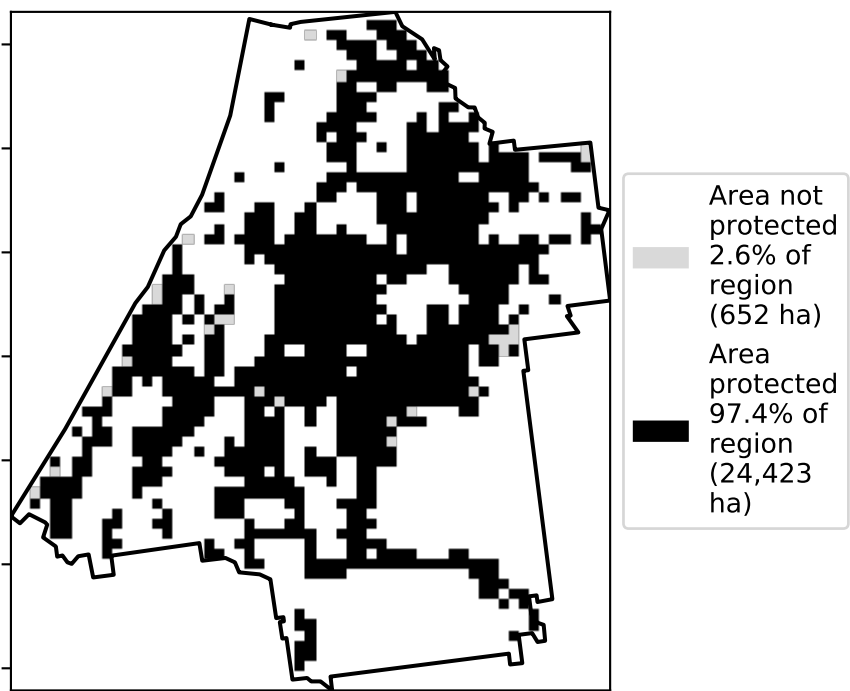 Area not
protected
2.6% of
region
(652 ha)
Area
protected
97.4% of
region
(24,423
ha)